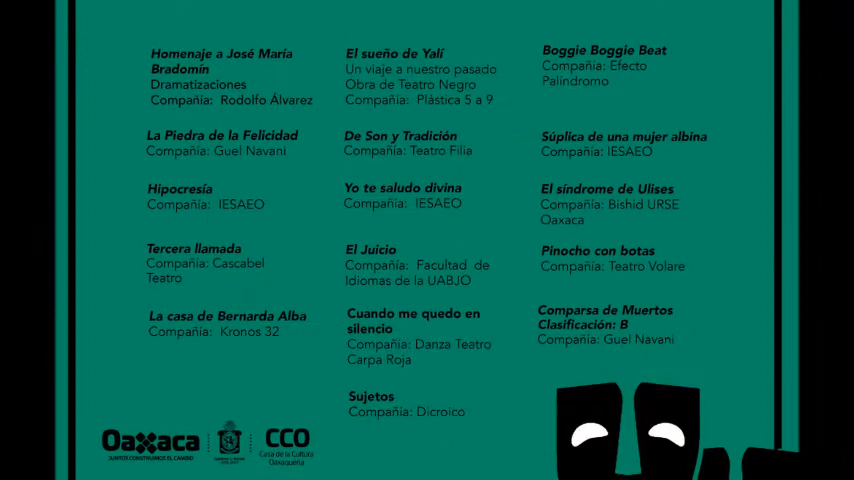 Homenaje a José María
Bradomín
Dramatizaciones
Compañía: Rodolfo Álvarez
La Piedra de la Felicidad
Compañía: Guel Navani
Hipocresía
Compañía: IESAEO
Tercera llamada
Compañía: Cascabel
Teatro
La casa de Bernarda Alba
Compañía: Kronos 32
El sueño de Yalí
Un viaje a nuestro pasado
Obra de Teatro Negro
Compañía: Plástica 5 a 9
De Son y Tradición
Compañía: Teatro Filia
Yo te saludo divina
Compañía: IESAEO
El Juicio
Compañía: Facultad de
Idiomas de la UABJO
Cuando me quedo en
silencio
Compañía: Danza Teatro
Carpa Roja
Sujetos
Compañía: Dicroico
Boggie Boggie Beat
Compañía: Efecto
Palíndromo
Súplica de una mujer albina
Compañía: IESAEO
El síndrome de Ulises
Compañía: Bishid URSE
Oaxaca
Pinocho con botas
Compañía: Teatro Volare
Comparsa de Muertos
Clasificación: B
Compañía: Guel Navani
Oaxaca
JUNTOS CONSTRUIMOS EL CAMBIO
CCO
Casa de la Cultura
Oaxaqueña